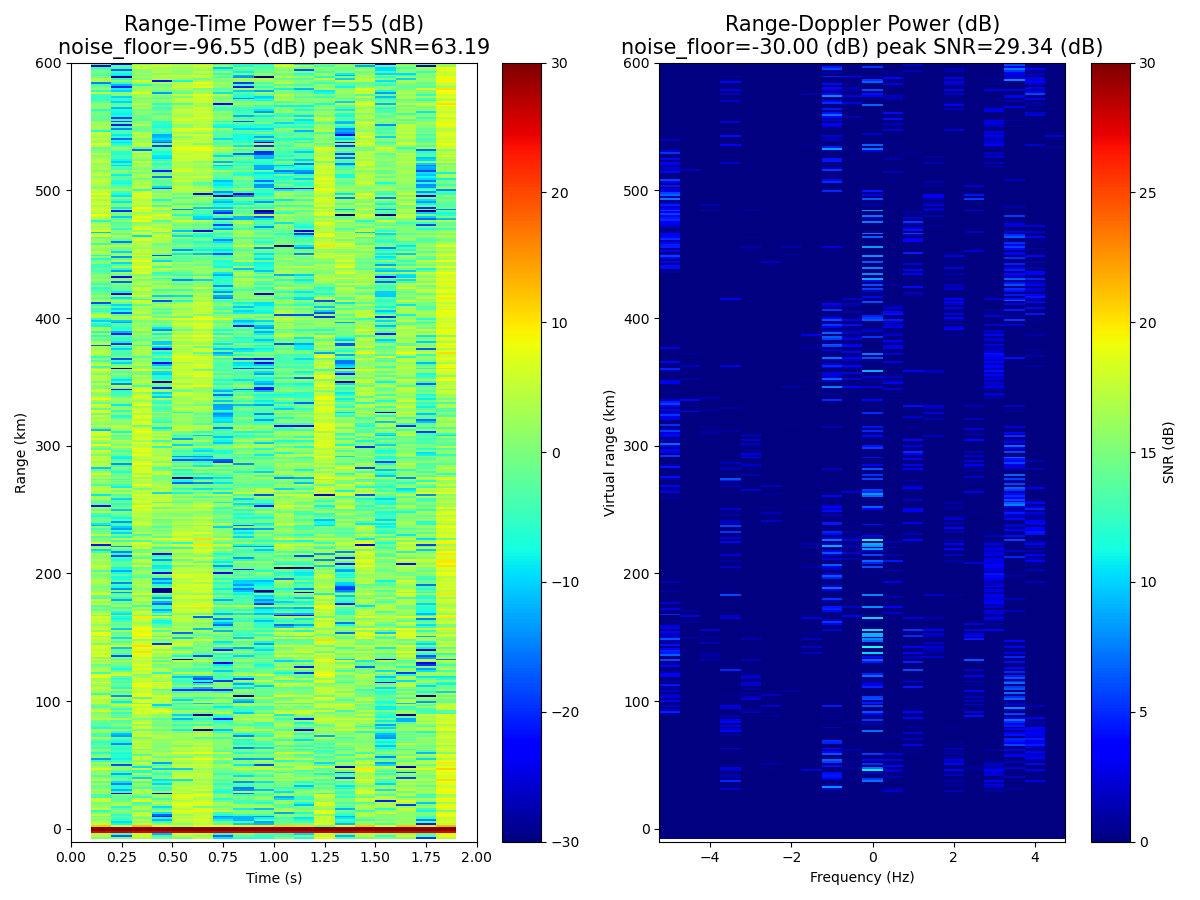 Range-Time Power f=55 (dB)
noise_floor=-96.55 (dB) peak SNR=63.19
Range (km)
600
500
400
300
200
100
0
0.00 0.25 0.50 0.75 1.00 1.25 1.50 1.75 2.00
Time (s)
30
20
10
0
−10
−20
−30
Range-Doppler Power (dB)
noise_floor=-30.00 (dB) peak SNR=29.34 (dB)
Virtual range (km)
600
500
400
300
200
100
0
−4 −2 0 2 4
Frequency (Hz)
30
25
20
15
10
5
0
SNR (dB)